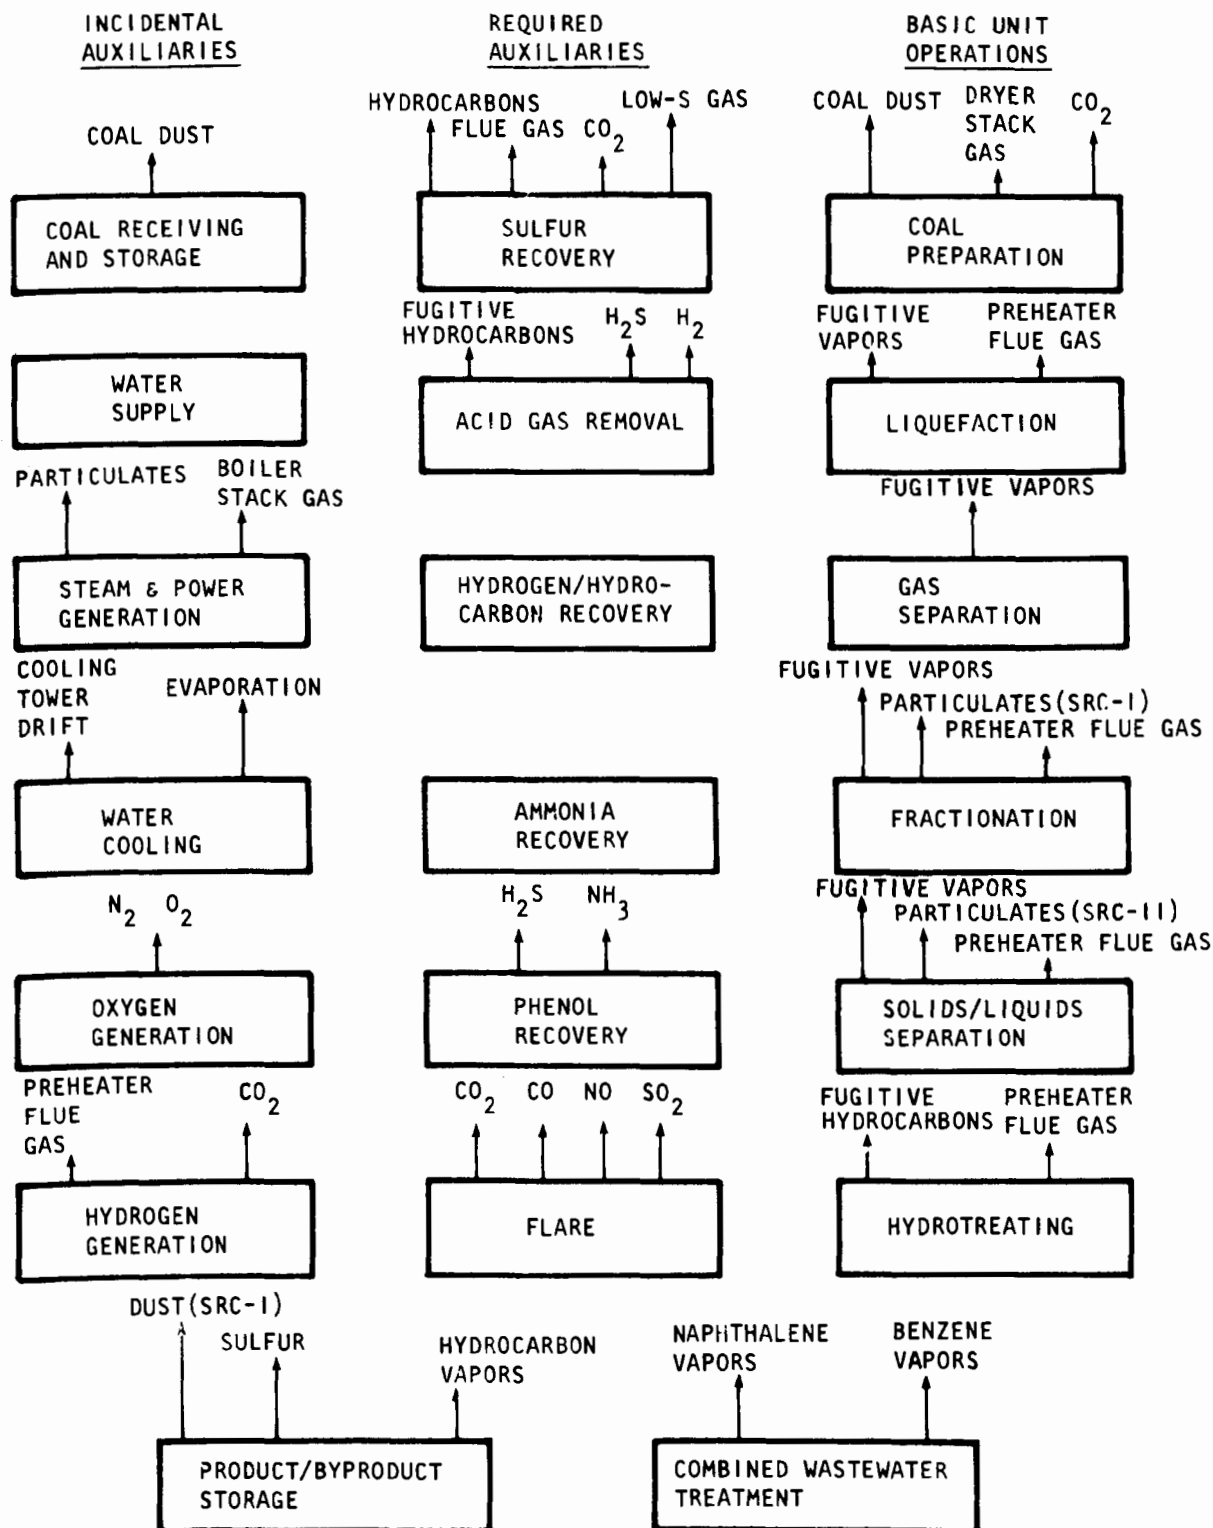 INCIDENTAL
AUXILIARIES
REQUIRED
AUXILIARIES
BASIC UNIT
OPERATIONS
COAL DUST
COAL RECEIVING
AND STORAGE
HYDROCARBONS
FLUE GAS CO2
LOW-S GAS
SULFUR
RECOVERY
COAL DUST
DRYER
STACK
GAS
CO2
COAL
PREPARATION
WATER
SUPPLY
FUGITIVE
HYDROCARBONS
H2S H2
ACID GAS REMOVAL
FUGITIVE
VAPORS
PREHEATER
FLUE GAS
LIQUEFACTION
PARTICULATES
BOILER
STACK GAS
STEAM & POWER
GENERATION
HYDROGEN/HYDRO-
CARBON RECOVERY
FUGITIVE VAPORS
GAS
SEPARATION
COOLING
TOWER
DRIFT
EVAPORATION
WATER
COOLING
AMMONIA
RECOVERY
FUGITIVE VAPORS
PARTICULATES(SRC-I)
PREHEATER FLUE GAS
FRACTIONATION
N2 O2
OXYGEN
GENERATION
H2S NH3
PHENOL
RECOVERY
FUGITIVE VAPORS
PARTICULATES(SRC-II)
PREHEATER FLUE GAS
SOLIDS/LIQUIDS
SEPARATION
PREHEATER
FLUE
GAS
CO2
HYDROGEN
GENERATION
CO2 CO NO SO2
FLARE
FUGITIVE
HYDROCARBONS
PREHEATER
FLUE GAS
HYDROTREATING
DUST(SRC-I)
SULFUR
HYDROCARBON
VAPORS
PRODUCT/BYPRODUCT
STORAGE
NAPHTHALENE
VAPORS
BENZENE
VAPORS
COMBINED WASTEWATER
TREATMENT